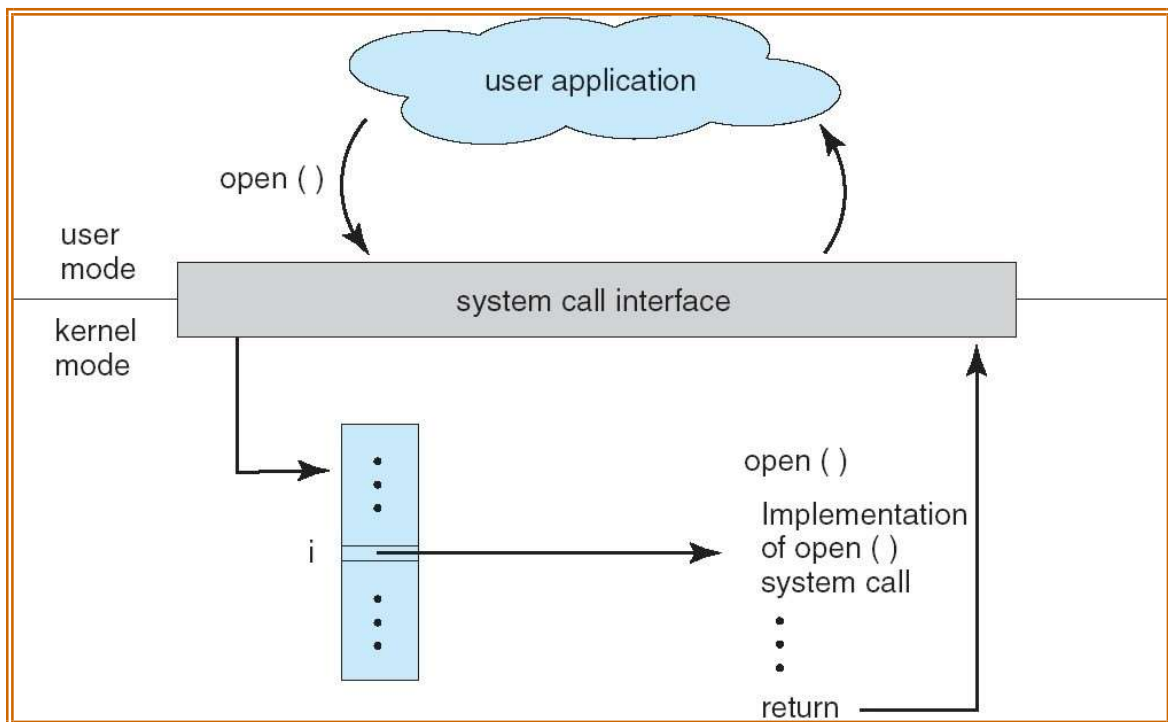 user application
open ( )
user
mode
system call interface
kernel
mode
open ( )
i
Implementation
of open ( )
system call
return